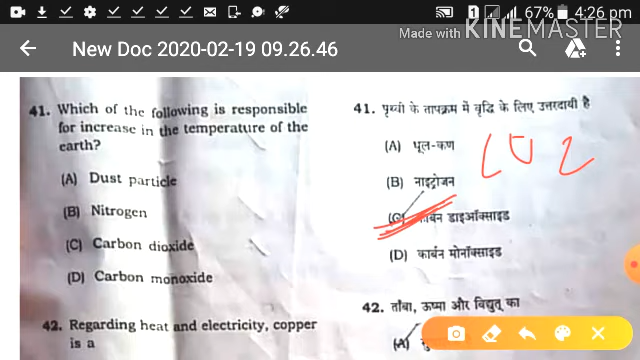 67% 4:26 pm
Made with KINEMASTER
New Doc 2020-02-19 09.26.46
41. Which of the following is responsible
for increase in the temperature of the
earth?
(A) Dust particle
(B) Nitrogen
(C) Carbon dioxide
(D) Carbon monoxide
42. Regarding heat and electricity, copper
is a
41. पृथ्वी के तापक्रम में वृद्धि के लिए उत्तरदायी है
(A) धूल-कण
(B) नाइट्रोजन
(C) कार्बन डाइऑक्साइड
(D) कार्बन मोनॉक्साइड
CO2
42. ताँबा, ऊष्मा और विद्युत् का
(A)